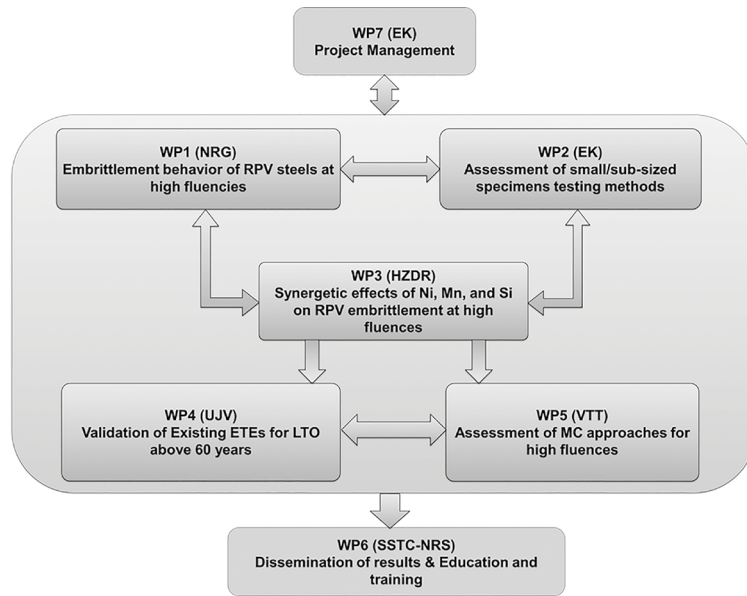 WP7 (EK)
Project Management
WP1 (NRG)
Embrittlement behavior of RPV steels at
high fluencies
WP2 (EK)
Assessment of small/sub-sized
specimens testing methods
WP3 (HZDR)
Synergetic effects of Ni, Mn, and Si
on RPV embrittlement at high
fluences
WP4 (UJV)
Validation of Existing ETEs for LTO
above 60 years
WP5 (VTT)
Assessment of MC approaches for
high fluences
WP6 (SSTC-NRS)
Dissemination of results & Education and
training